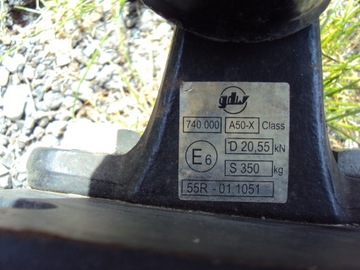 gdw
740 000 A50-X Class
E6 D 20,55 kN
S 350 kg
55R - 01 1051